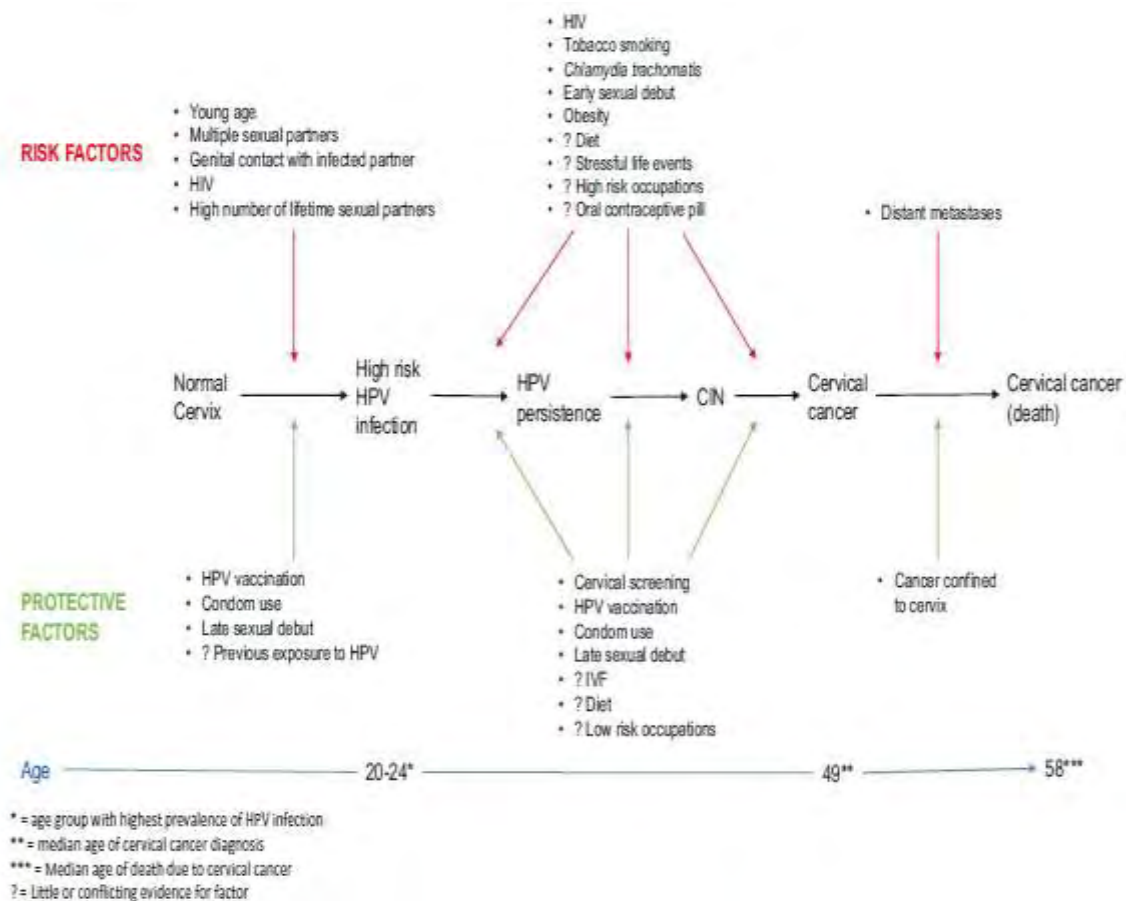 • HIV
• Tobacco smoking
• Chlamydia trachomatis
• Early sexual debut
• Obesity
• ? Diet
• ? Stressful life events
• ? High risk occupations
• ? Oral contraceptive pill
RISK FACTORS
• Young age
• Multiple sexual partners
• Genital contact with infected partner
• HIV
• High number of lifetime sexual partners
• Distant metastases
Normal
Cervix
High risk
HPV
infection
HPV
persistence
CIN
Cervical
cancer
Cervical cancer
(death)
PROTECTIVE
FACTORS
• HPV vaccination
• Condom use
• Late sexual debut
• ? Previous exposure to HPV
• Cervical screening
• HPV vaccination
• Condom use
• Late sexual debut
• ? IVF
• ? Diet
• ? Low risk occupations
• Cancer confined
to cervix
Age 20-24* 49** 58***
* = age group with highest prevalence of HPV infection
** = median age of cervical cancer diagnosis
*** = Median age of death due to cervical cancer
? = Little or conflicting evidence for factor